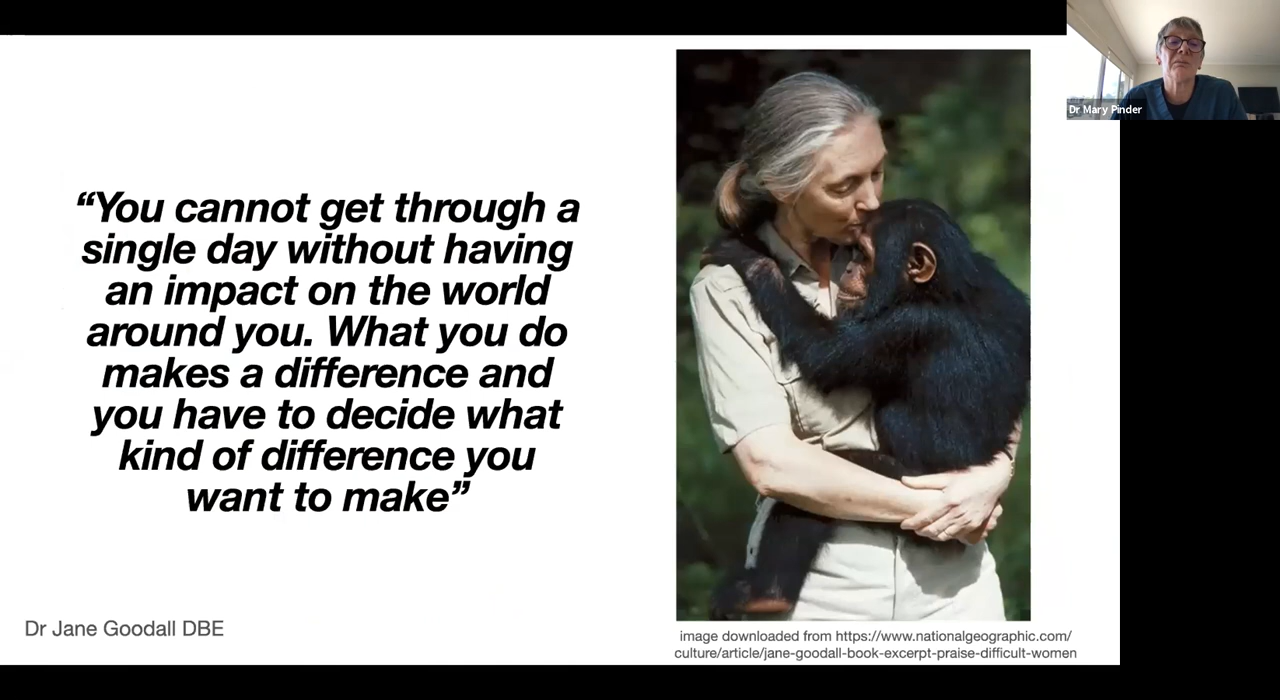 “You cannot get through a
single day without having
an impact on the world
around you. What you do
makes a difference and
you have to decide what
kind of difference you
want to make”
Dr Jane Goodall DBE
image downloaded from https://www.nationalgeographic.com/
culture/article/jane-goodall-book-excerpt-praise-difficult-women
Dr Mary Pinder